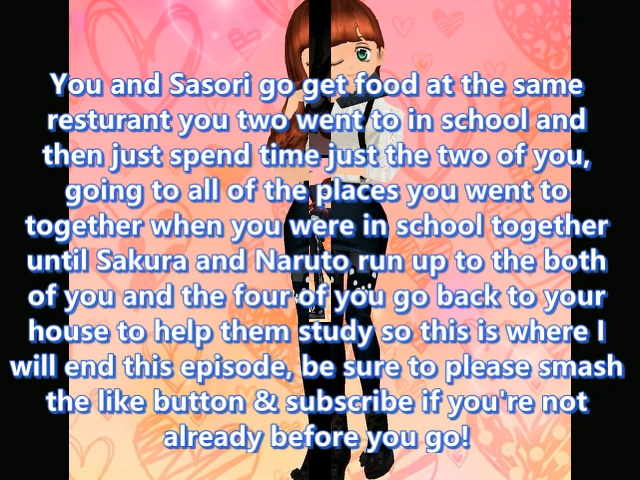 You and Sasori go get food at the same
resturant you two went to in school and
then just spend time just the two of you,
going to all of the places you went to
together when you were in school together
until Sakura and Naruto run up to the both
of you and the four of you go back to your
house to help them study so this is where I
will end this episode, be sure to please smash
the like button & subscribe if you're not
already before you go!